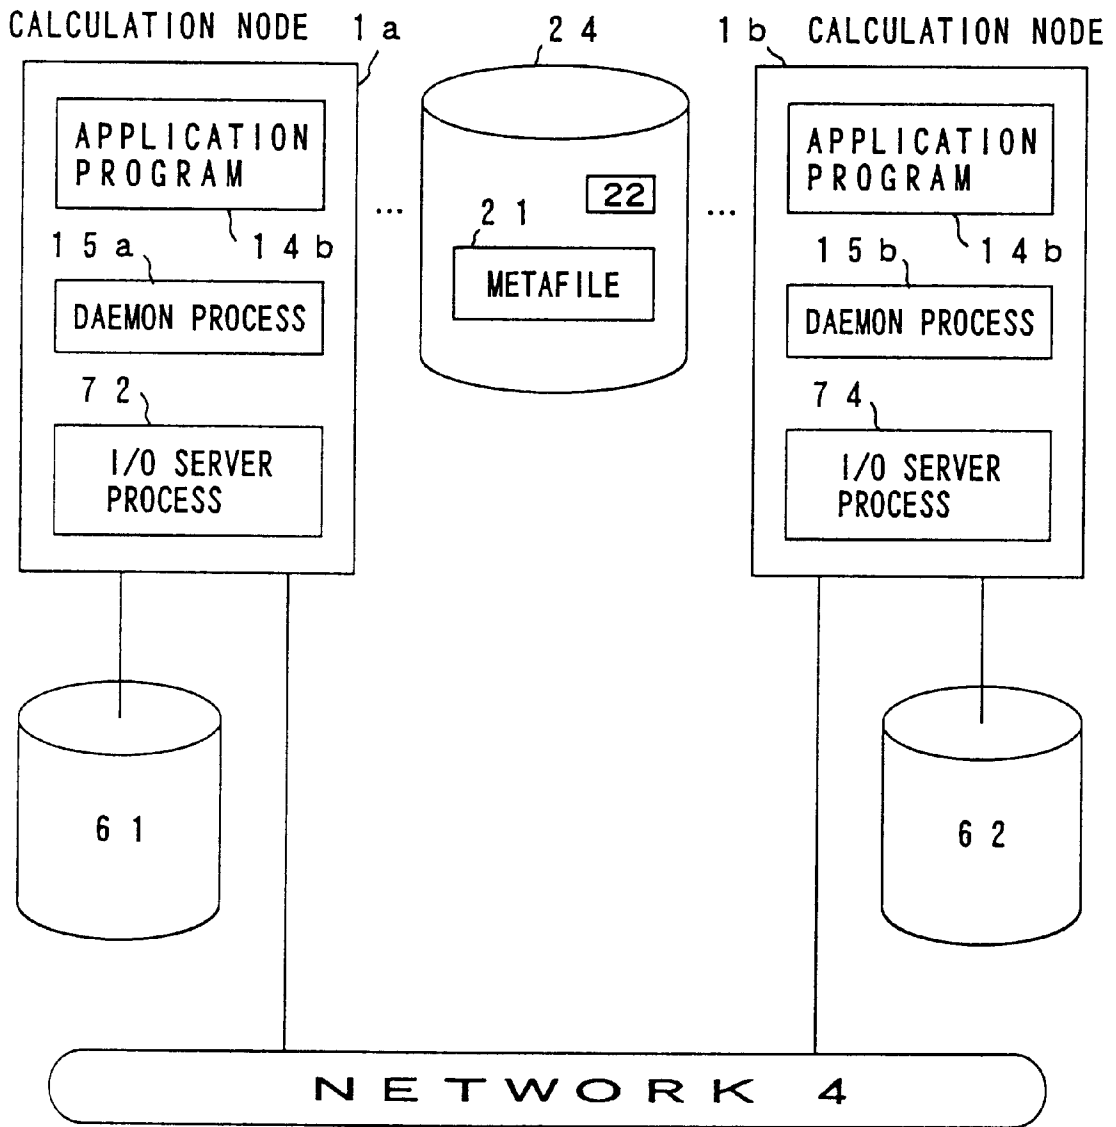 CALCULATION NODE 1a
24
1b CALCULATION NODE
APPLICATION
PROGRAM
14b
15a
DAEMON PROCESS
72
I/O SERVER
PROCESS
...
22
21
METAFILE
...
APPLICATION
PROGRAM
15b
14b
DAEMON PROCESS
74
I/O SERVER
PROCESS
61
62
NETWORK 4